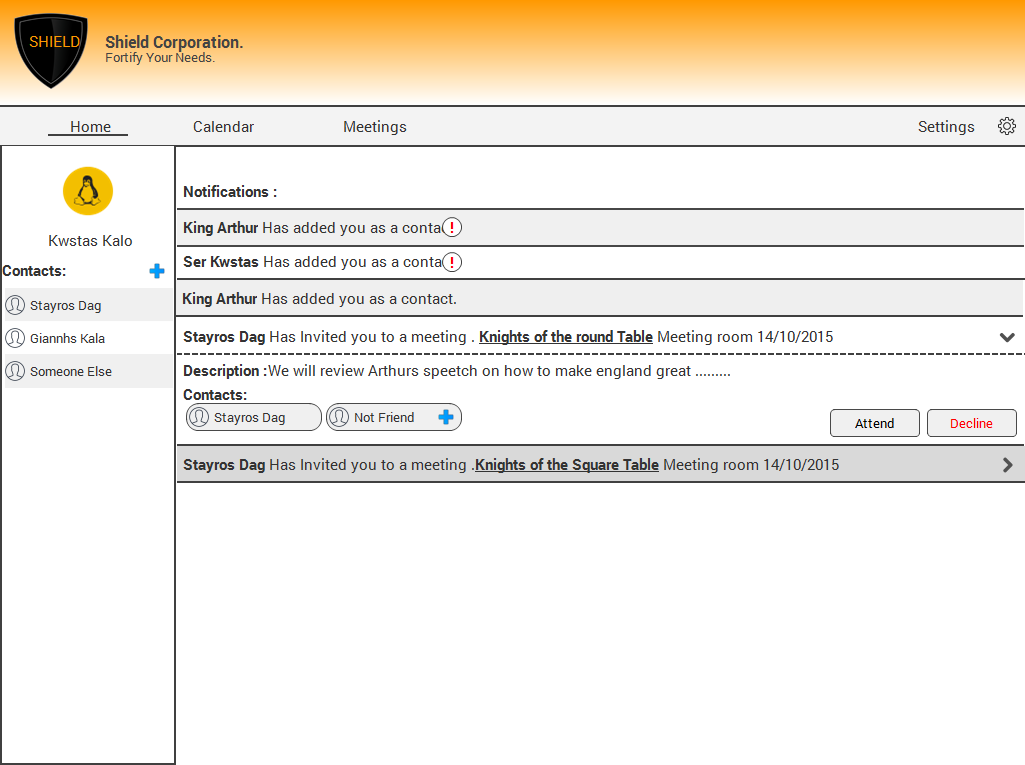 SHIELD
Shield Corporation.
Fortify Your Needs.
Home Calendar Meetings Settings
Kwstas Kalo
Contacts:
Stayros Dag
Giannhs Kala
Someone Else
Notifications :
King Arthur Has added you as a conta !
Ser Kwstas Has added you as a conta !
King Arthur Has added you as a contact.
Stayros Dag Has Invited you to a meeting . Knights of the round Table Meeting room 14/10/2015
Description :We will review Arthurs speetch on how to make england great .........
Contacts:
Stayros Dag Not Friend
Attend Decline
Stayros Dag Has Invited you to a meeting .Knights of the Square Table Meeting room 14/10/2015